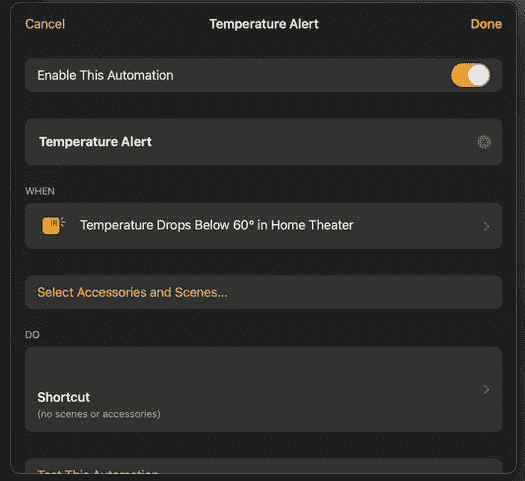 Cancel
Temperature Alert
Done
Enable This Automation
Temperature Alert
WHEN
Temperature Drops Below 60° in Home Theater
Select Accessories and Scenes...
DO
Shortcut
(no scenes or accessories)
Test This Automation